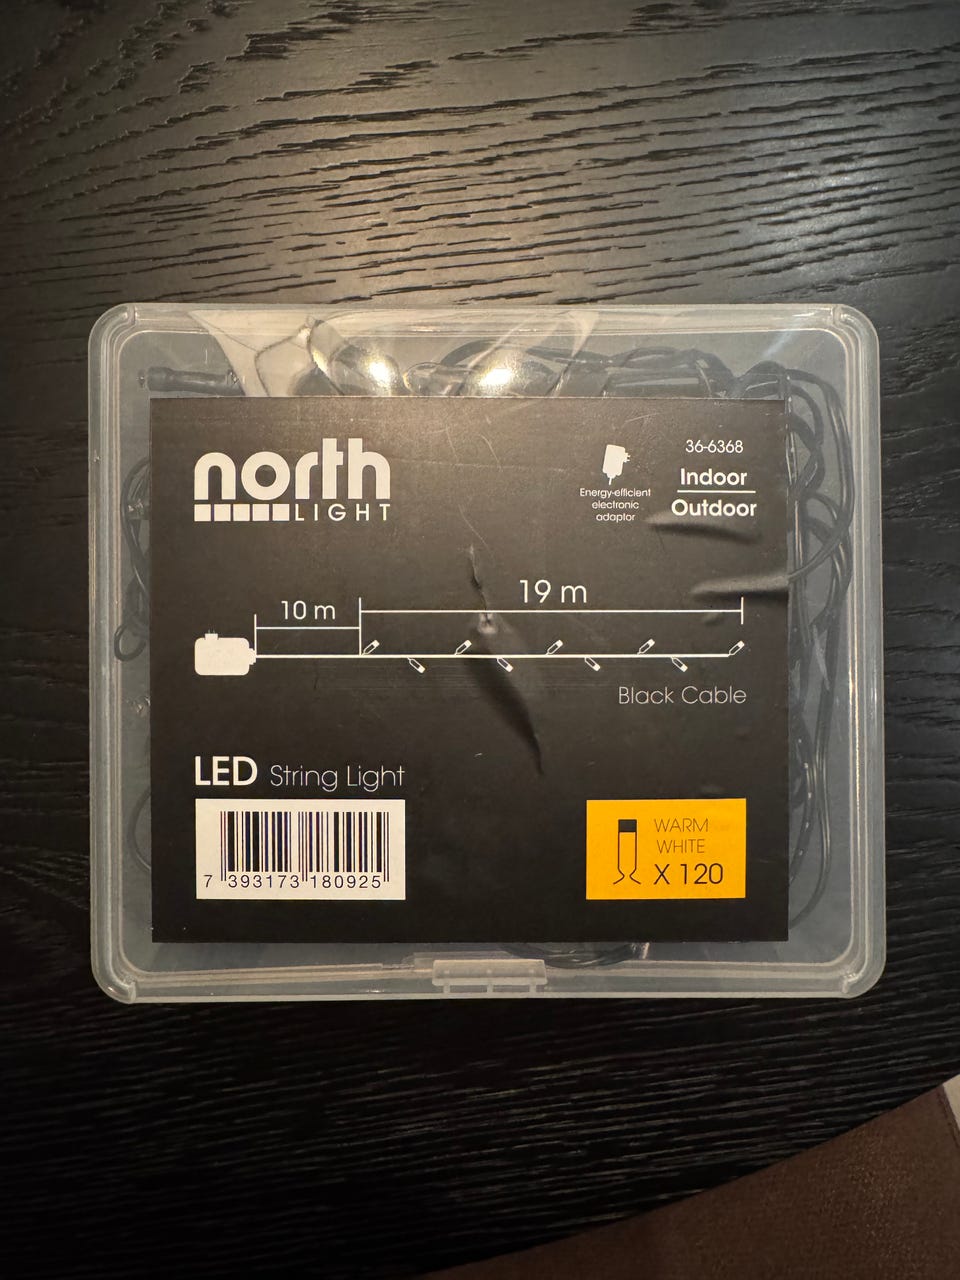 north
LIGHT
Energy-efficient
electronic
adaptor
36-6368
Indoor
Outdoor
10 m
19 m
Black Cable
LED String Light
7 393173 180925
WARM
WHITE
X 120